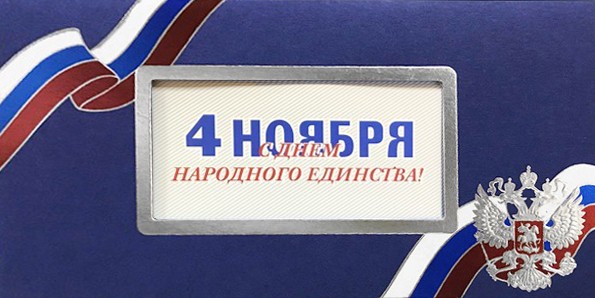 4 НОЯБРЯ
С ДНЕМ
НАРОДНОГО ЕДИНСТВА!